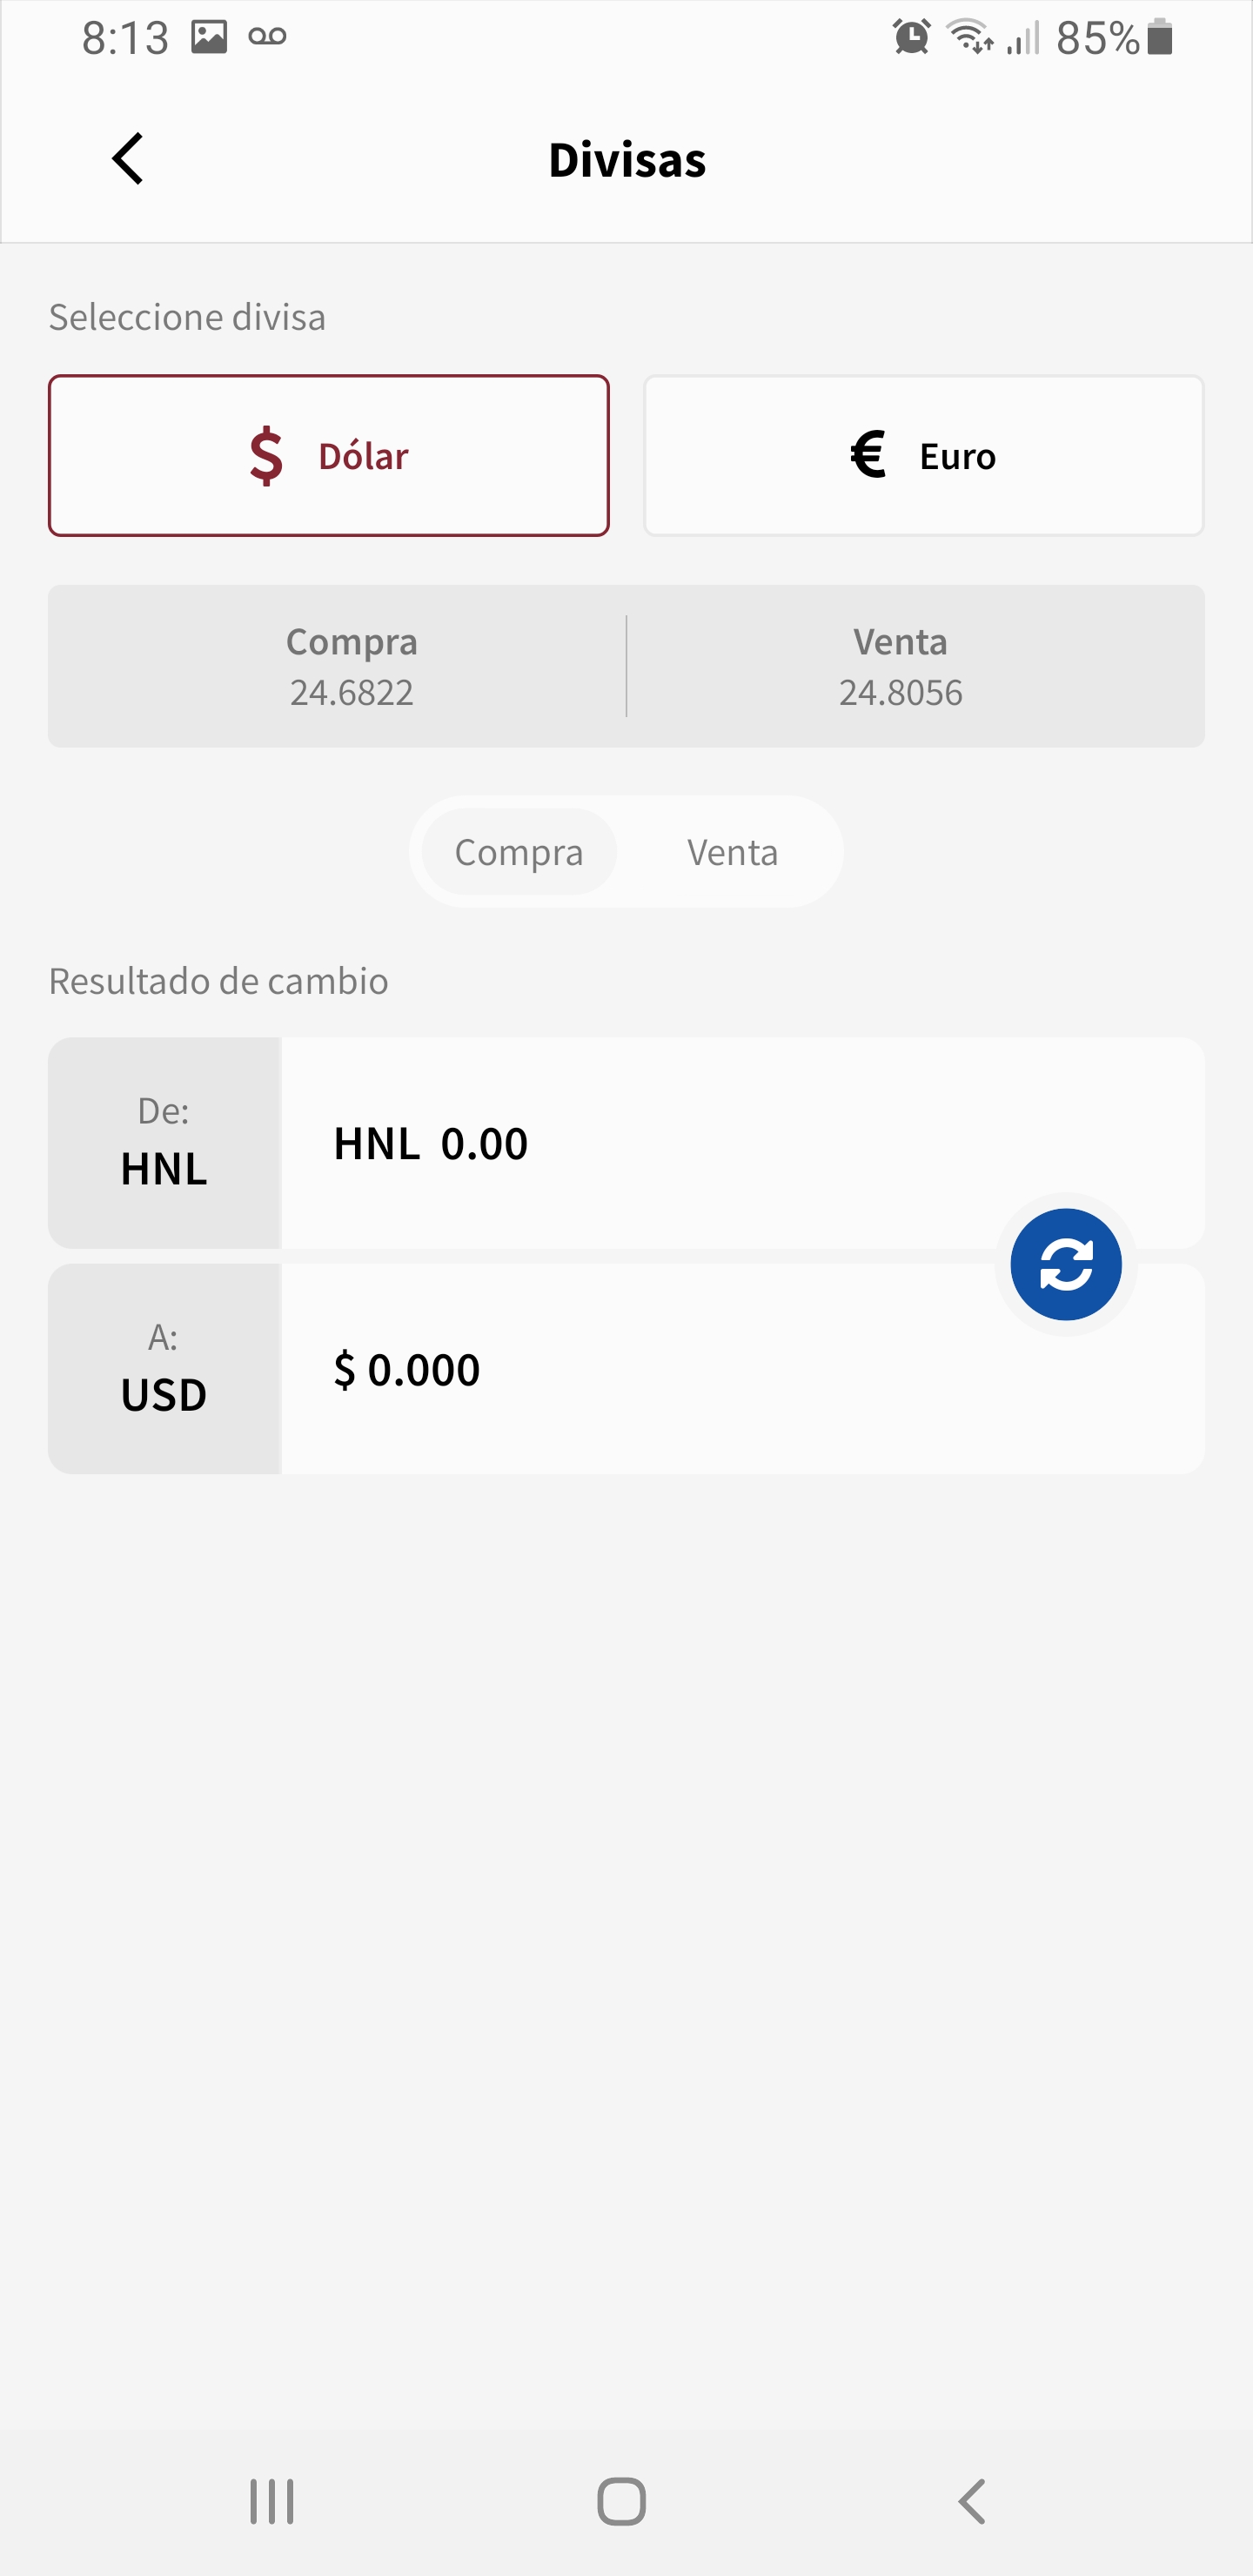 8:13 85%
Divisas
Seleccione divisa
$ Dólar € Euro
Compra Venta
24.6822 24.8056
Compra Venta
Resultado de cambio
De:
HNL
HNL 0.00
A:
USD
$ 0.000